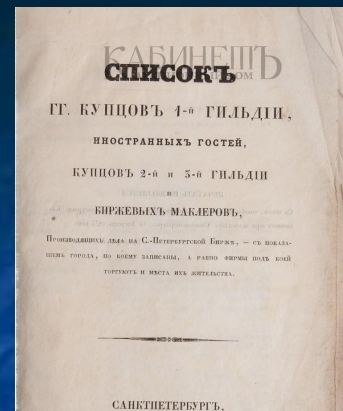 КАБИНЕТЪ
СПИСОКЪ
ГГ. КУПЦОВЪ 1-й ГИЛЬДІИ,
ИНОСТРАННЫХЪ ГОСТЕЙ,
КУПЦОВЪ 2-й и 3-й ГИЛЬДІИ
и
БИРЖЕВЫХЪ МАКЛЕРОВЪ,
Производящихъ дѣла на С.-Петербургской Биржѣ, — съ показа-
ніемъ города, по коему записаны, а равно фирмы подъ коей
торгуютъ и мѣста ихъ жительства.
САНКТПЕТЕРБУРГЪ,